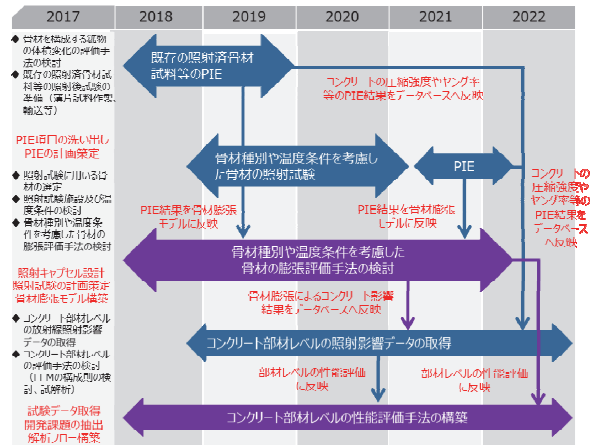 2017
2018
2019
2020
2021
2022
◆ 骨材を構成する鉱物
の体積変化の評価手
法の検討
◆ 既存の照射済骨材試
料等の照射後試験の
準備（薄片試料作製、
輸送等）
PIE項目の洗い出し
PIEの計画策定
◆ 照射試験に用いる骨
材の選定
◆ 照射試験施設及び温
度条件の検討
◆ 骨材種別や温度条
件を考慮した骨材の
膨張評価手法の検討
照射キャプセル設計
照射試験の計画策定
骨材膨張モデル構築
◆ コンクリート部材レベル
の放射線照射影響
データの取得
◆ コンクリート部材レベル
の評価手法の検討
の構成則の検
討、試解析）
試験データ取得
開発課題の抽出
解析フロー構築
既存の照射済骨材
試料等のPIE
コンクリートの圧縮強度やヤング率
等のPIE結果をデータベースへ反映
骨材種別や温度条件を考慮し
た骨材の照射試験
PIE
コンクリートの
圧縮強度や
ヤング率等の
PIE結果を
データベース
へ反映
PIE結果を骨材膨張
モデルに反映
PIE結果を骨材膨張
モデルに反映
骨材種別や温度条件を考慮した
骨材の膨張評価手法の検討
骨材膨張によるコンクリート影響
結果をデータベースへ反映
コンクリート部材レベルの照射影響データの取得
部材レベルの性能評価
に反映
部材レベルの性能評価
に反映
コンクリート部材レベルの性能評価手法の構築